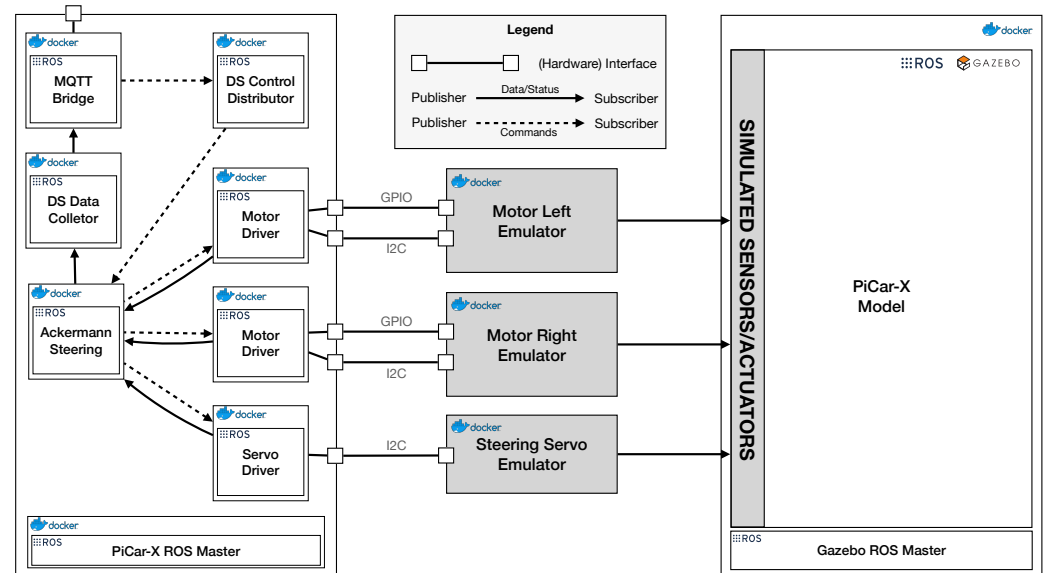 docker
ROS
MQTT
Bridge
docker
ROS
DS Control
Distributor
docker
ROS
DS Data
Colletor
docker
ROS
Motor
Driver
docker
ROS
Ackermann
Steering
docker
ROS
Motor
Driver
docker
ROS
Servo
Driver
docker
ROS
PiCar-X ROS Master
Legend
(Hardware) Interface
Publisher
Data/Status
Subscriber
Publisher
Commands
Subscriber
GPIO
I2C
docker
Motor Left
Emulator
GPIO
I2C
docker
Motor Right
Emulator
I2C
docker
Steering Servo
Emulator
docker
ROS
GAZEBO
SIMULATED SENSORS/ACTUATORS
PiCar-X
Model
ROS
Gazebo ROS Master